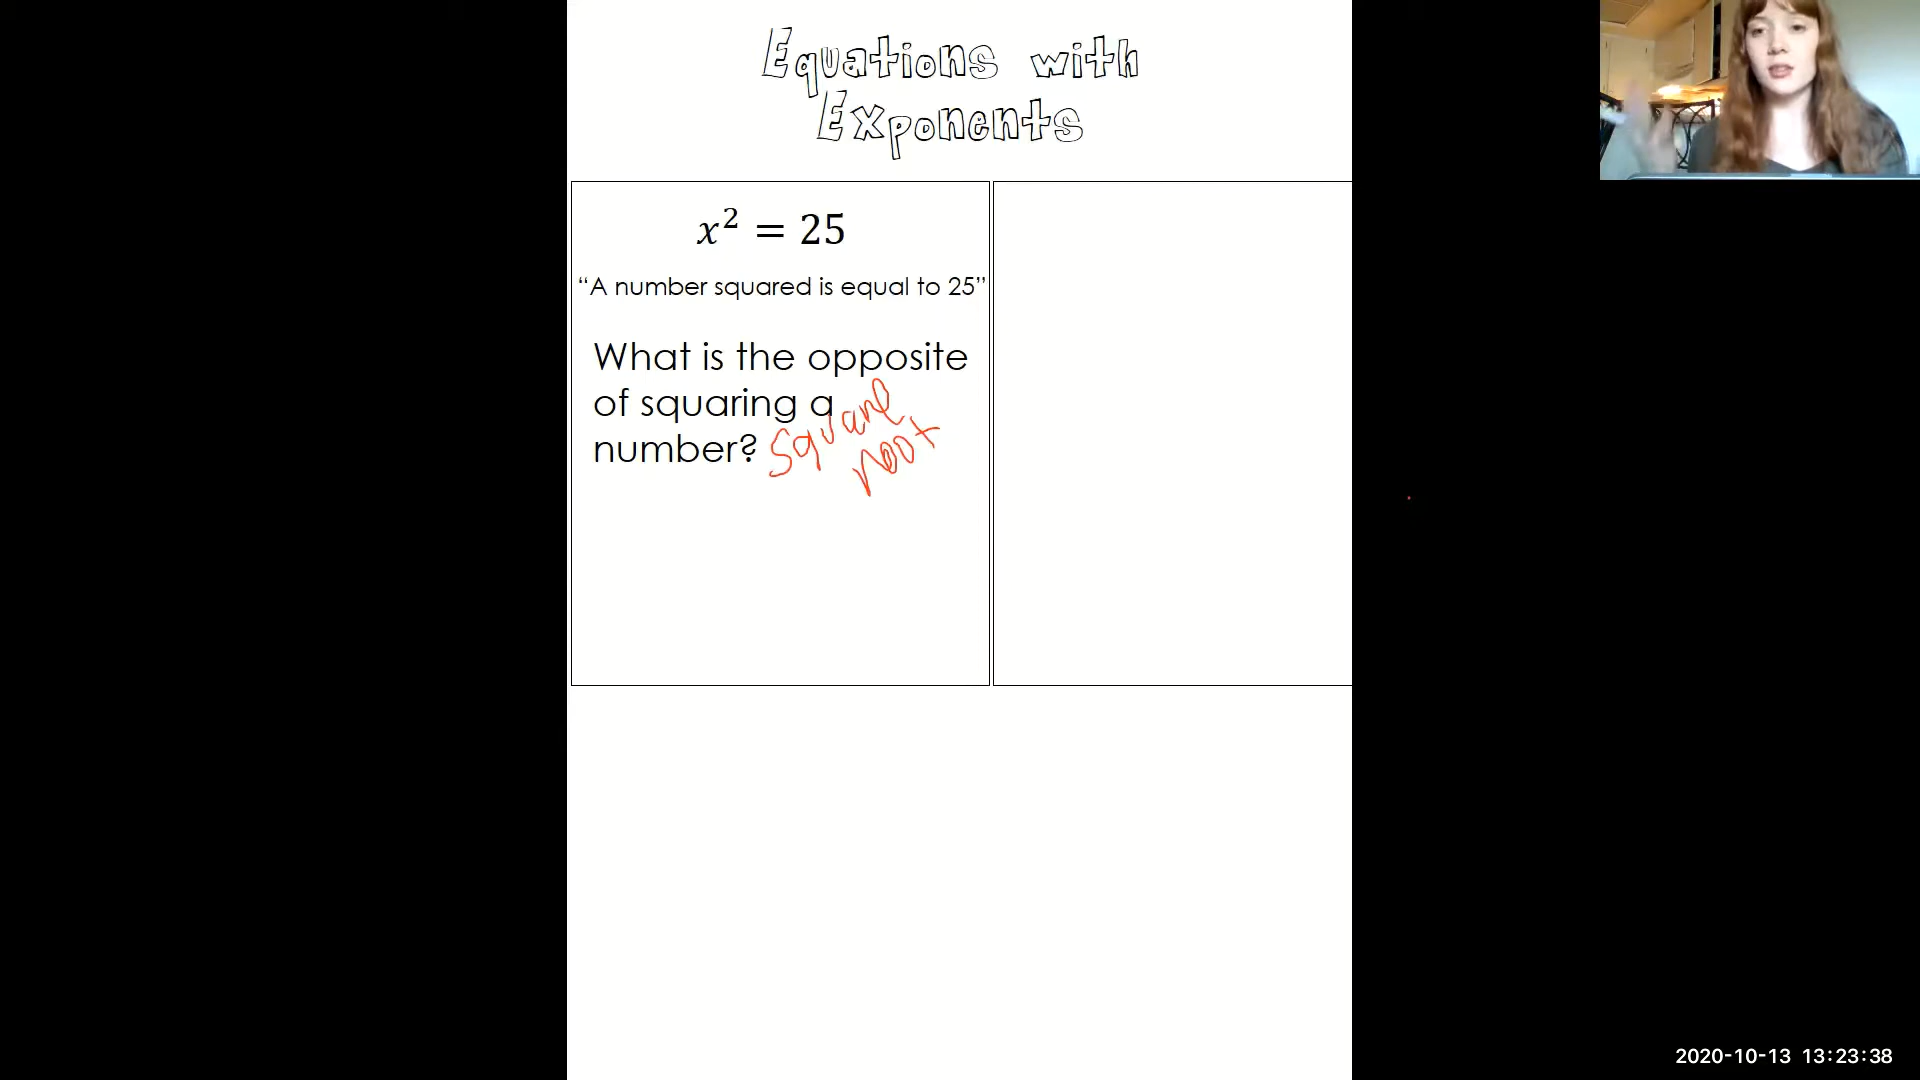 Equations with
Exponents
x² = 25
“A number squared is equal to 25”
What is the opposite
of squaring a
number?
square
root
2020-10-13 13:23:38